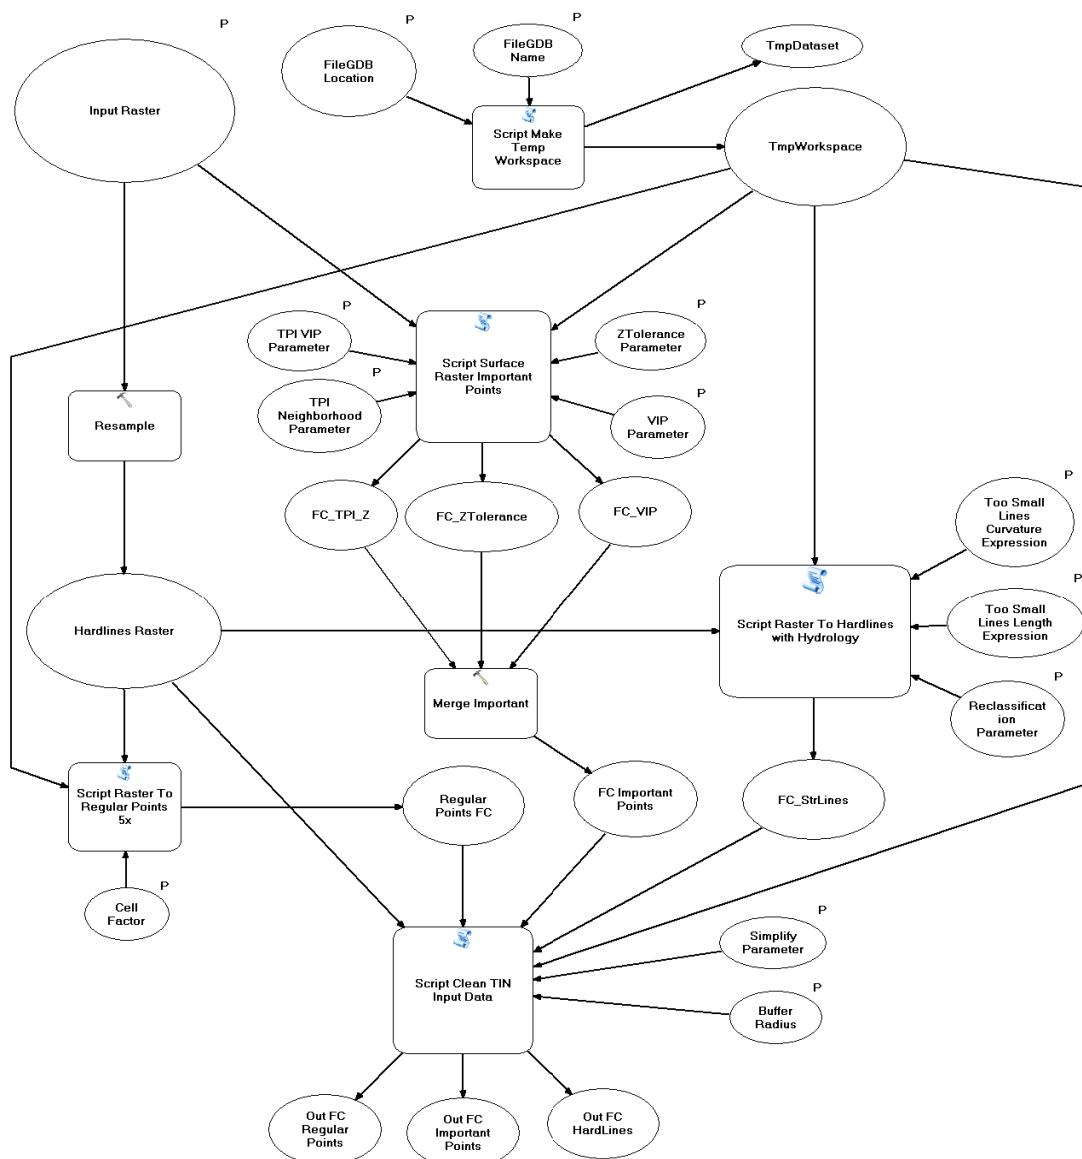 P
P
P
FileGDB
Name
TmpDataset
FileGDB
Location
Input Raster
Script Make
Temp
Workspace
TmpWorkspace
P
P
TPI VIP
Parameter
ZTolerance
Parameter
Script Surface
Raster Important
Points
P
P
TPI
Neighborhood
Parameter
VIP
Parameter
Resample
P
FC_TPI_Z
FC_ZTolerance
FC_VIP
Too Small
Lines
Curvature
Expression
P
Hardlines Raster
Script Raster To Hardlines
with Hydrology
Too Small
Lines Length
Expression
P
Merge Important
Reclassificat
ion
Parameter
Script Raster To
Regular Points
5x
Regular
Points FC
FC Important
Points
FC_StrLines
P
Cell
Factor
P
Simplify
Parameter
Script Clean TIN
Input Data
P
Buffer
Radius
Out FC
Regular
Points
Out FC
Important
Points
Out FC
HardLines